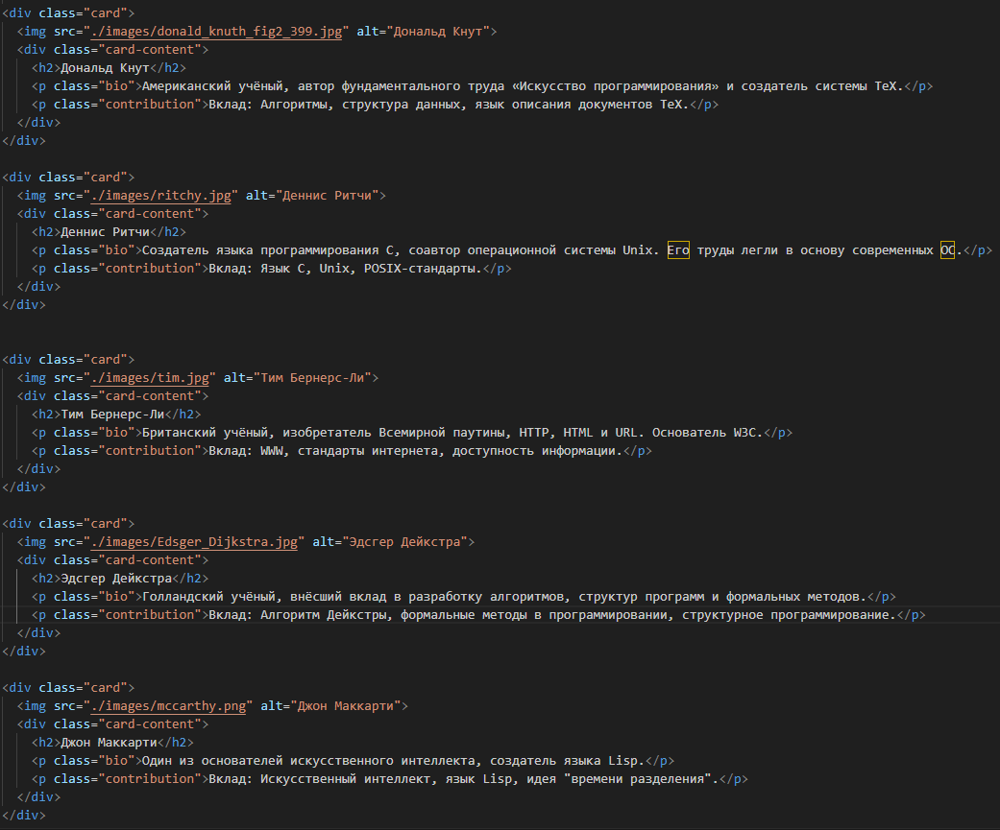 <div class="card">
<img src="./images/donald_knuth_fig2_399.jpg" alt="Дональд Кнут">
<div class="card-content">
<h2>Дональд Кнут</h2>
<p class="bio">Американский учёный, автор фундаментального труда «Искусство программирования» и создатель системы TeX.</p>
<p class="contribution">Вклад: Алгоритмы, структура данных, язык описания документов TeX.</p>
</div>
</div>
<div class="card">
<img src="./images/ritchy.jpg" alt="Деннис Ритчи">
<div class="card-content">
<h2>Деннис Ритчи</h2>
<p class="bio">Создатель языка программирования C, соавтор операционной системы Unix. Его труды легли в основу современных ОС.</p>
<p class="contribution">Вклад: Язык C, Unix, POSIX-стандарты.</p>
</div>
</div>
<div class="card">
<img src="./images/tim.jpg" alt="Тим Бернерс-Ли">
<div class="card-content">
<h2>Тим Бернерс-Ли</h2>
<p class="bio">Британский учёный, изобретатель Всемирной паутины, HTTP, HTML и URL. Основатель W3C.</p>
<p class="contribution">Вклад: WWW, стандарты интернета, доступность информации.</p>
</div>
</div>
<div class="card">
<img src="./images/Edsger_Dijkstra.jpg" alt="Эдсгер Дейкстра">
<div class="card-content">
<h2>Эдсгер Дейкстра</h2>
<p class="bio">Голландский учёный, внёсший вклад в разработку алгоритмов, структур программ и формальных методов.</p>
<p class="contribution">Вклад: Алгоритм Дейкстры, формальные методы в программировании, структурное программирование.</p>
</div>
</div>
<div class="card">
<img src="./images/mccarthy.png" alt="Джон Маккарти">
<div class="card-content">
<h2>Джон Маккарти</h2>
<p class="bio">Один из основателей искусственного интеллекта, создатель языка Lisp.</p>
<p class="contribution">Вклад: Искусственный интеллект, язык Lisp, идея "времени разделения".</p>
</div>
</div>